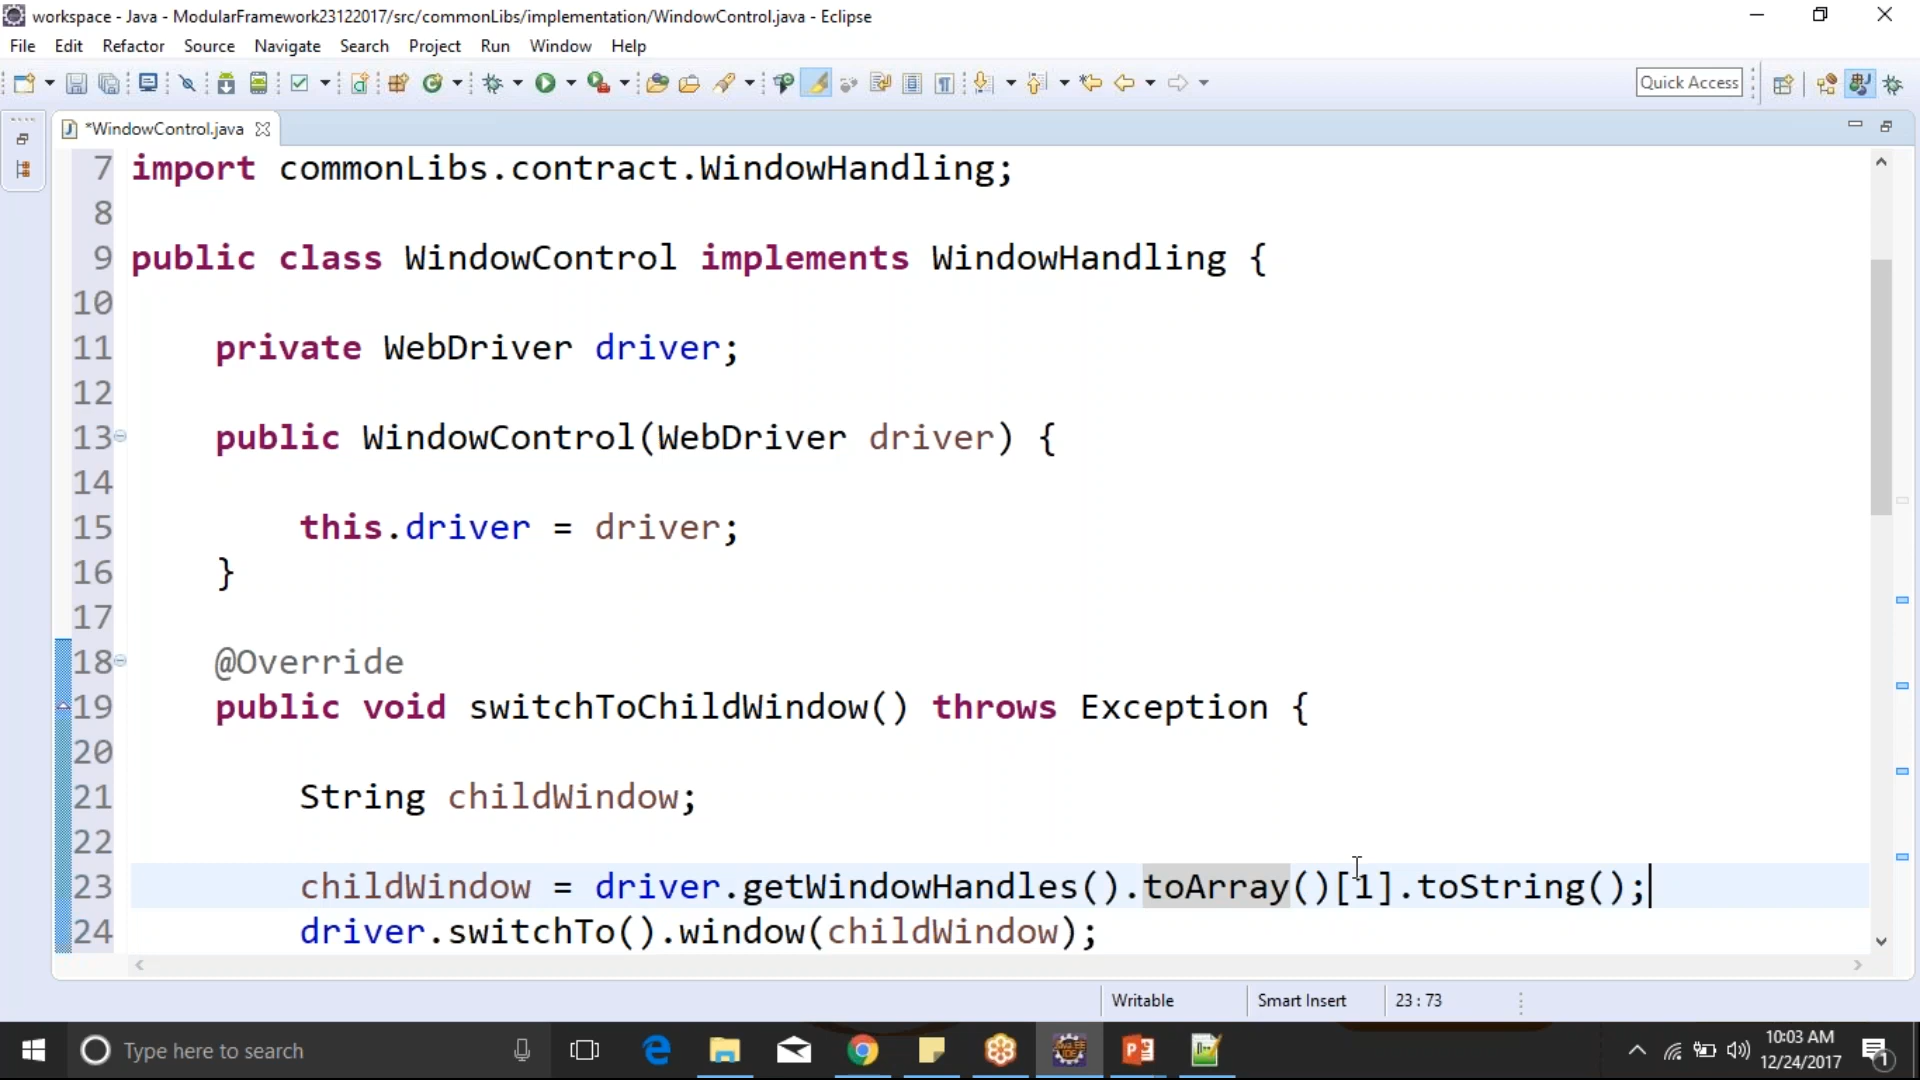 workspace - Java - ModularFramework23122017/src/commonLibs/implementation/WindowControl.java - Eclipse
File Edit Refactor Source Navigate Search Project Run Window Help
Quick Access
*WindowControl.java
7 import commonLibs.contract.WindowHandling;
8
9 public class WindowControl implements WindowHandling {
10
11 private WebDriver driver;
12
13 public WindowControl(WebDriver driver) {
14
15 this.driver = driver;
16 }
17
18 @Override
19 public void switchToChildWindow() throws Exception {
20
21 String childWindow;
22
23 childWindow = driver.getWindowHandles().toArray()[1].toString();
24 driver.switchTo().window(childWindow);
Writable Smart Insert 23 : 73
Type here to search
10:03 AM
12/24/2017
1